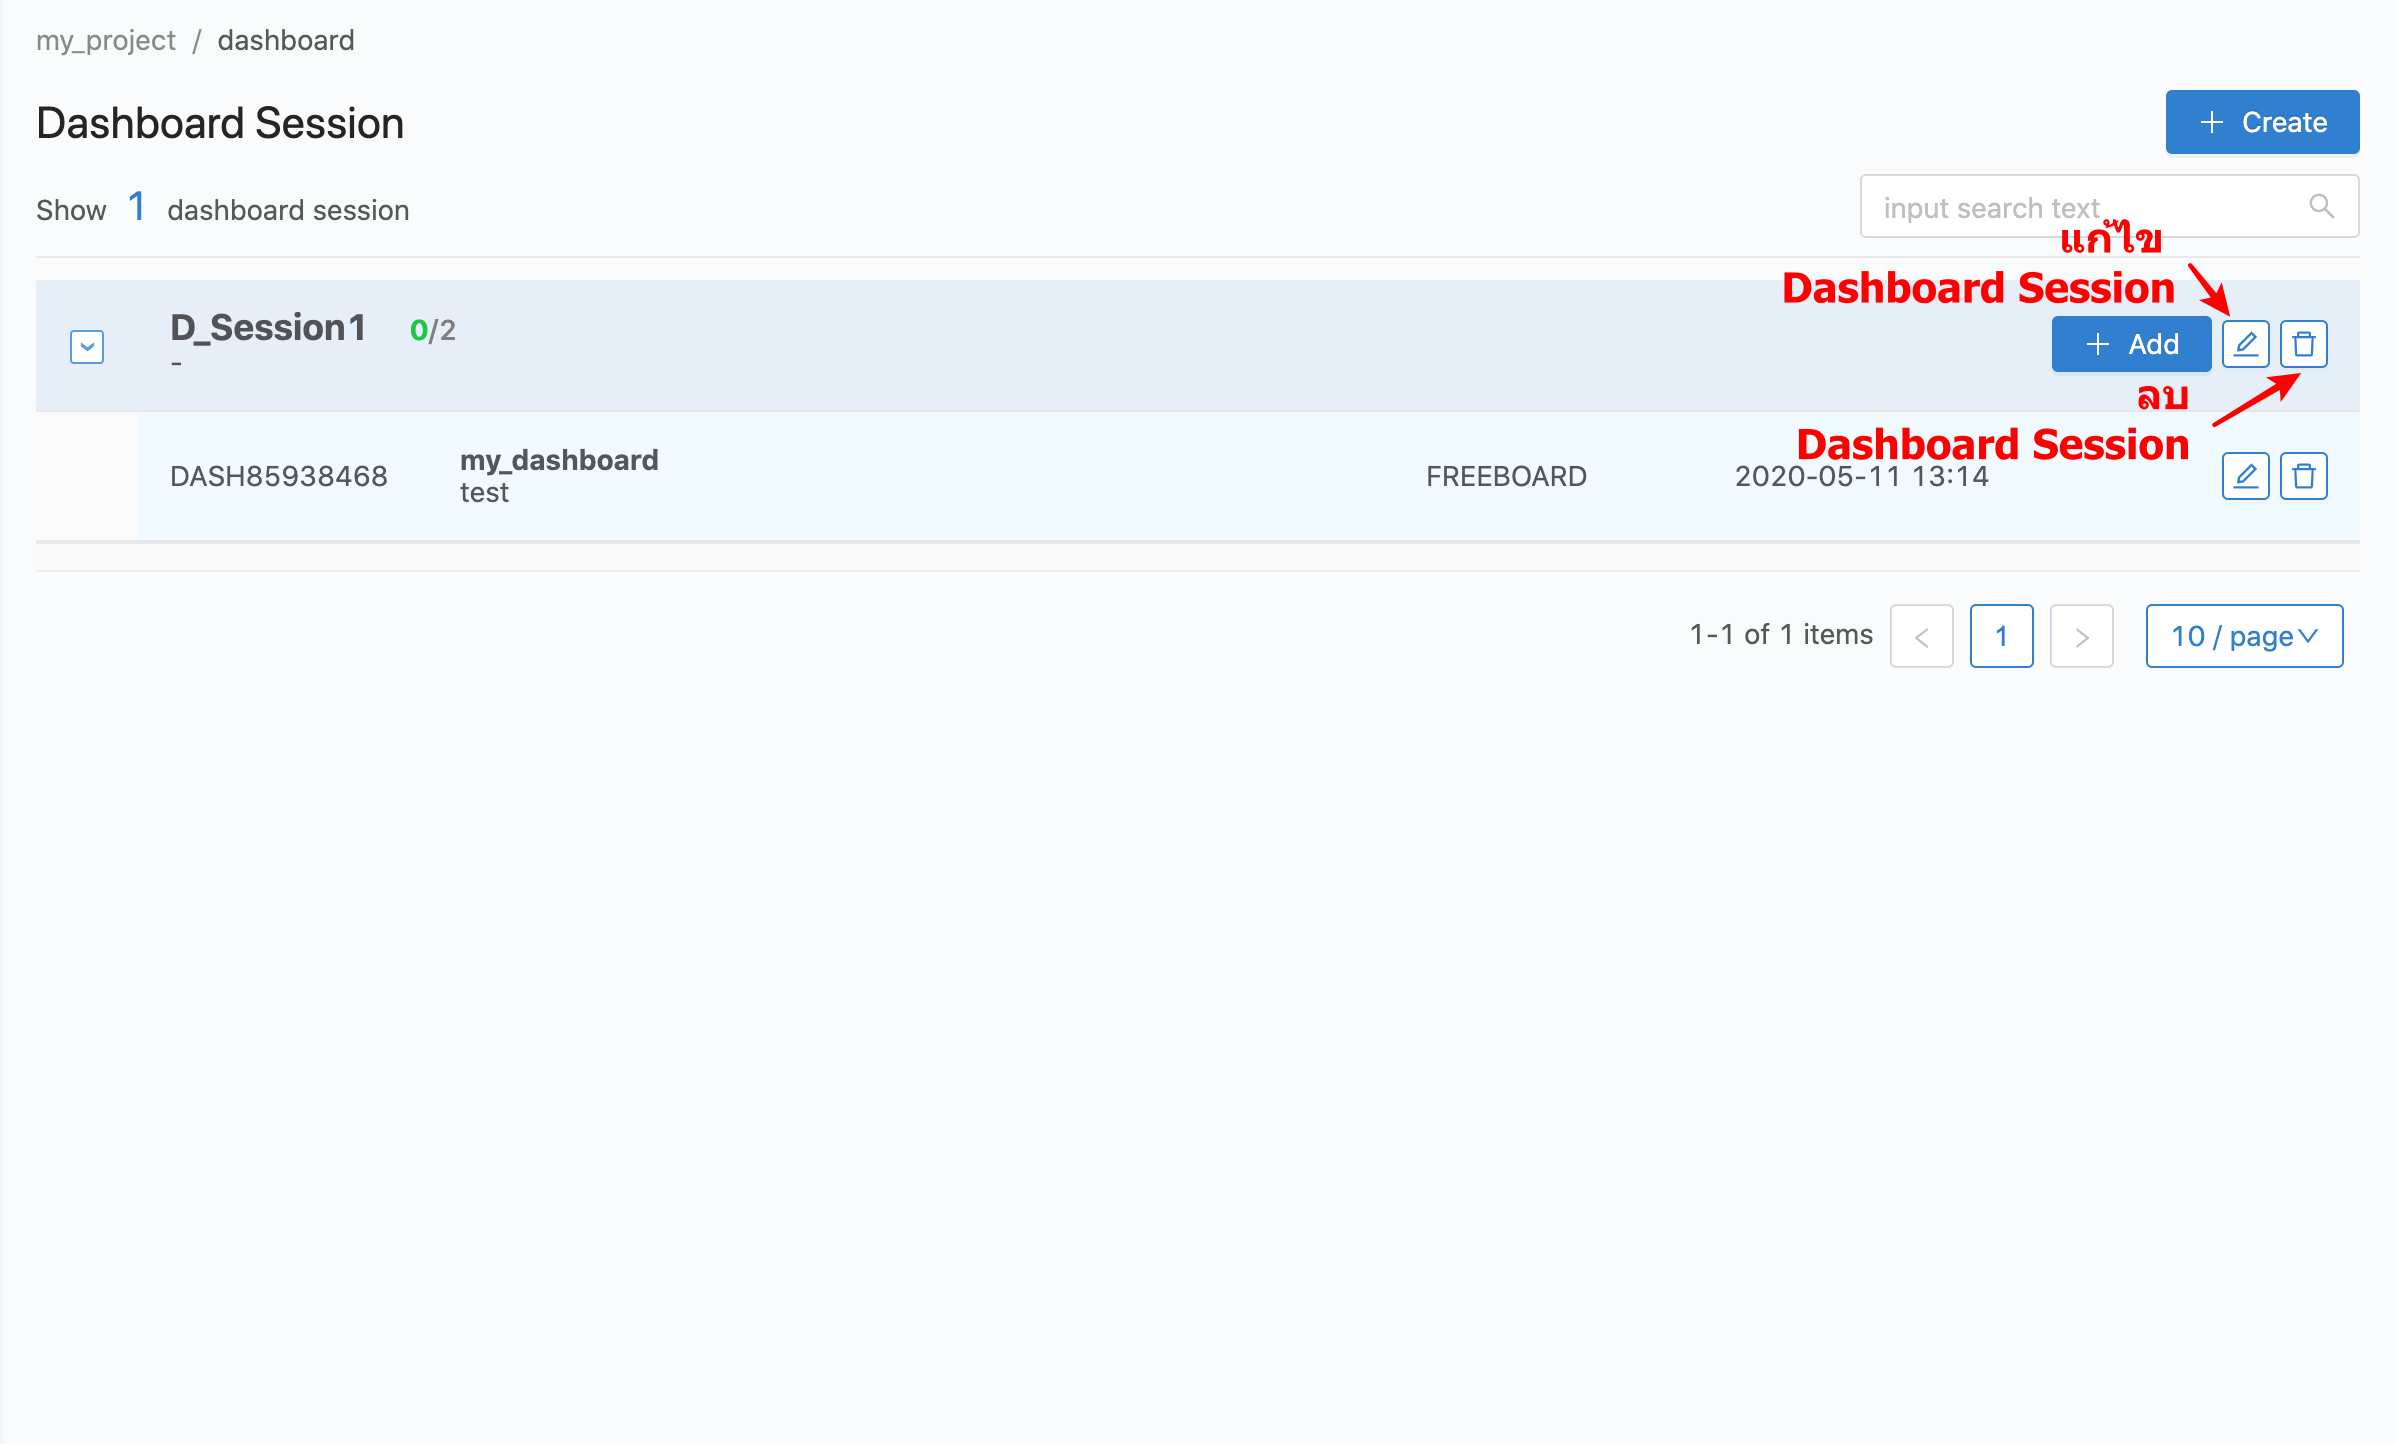 my_project / dashboard
Dashboard Session
+ Create
Show 1 dashboard session
input search text
แก้ไข
Dashboard Session
D_Session1 0/2
-
+ Add
ลบ
Dashboard Session
DASH85938468
my_dashboard
test
FREEBOARD
2020-05-11 13:14
1-1 of 1 items
<
1
>
10 / page